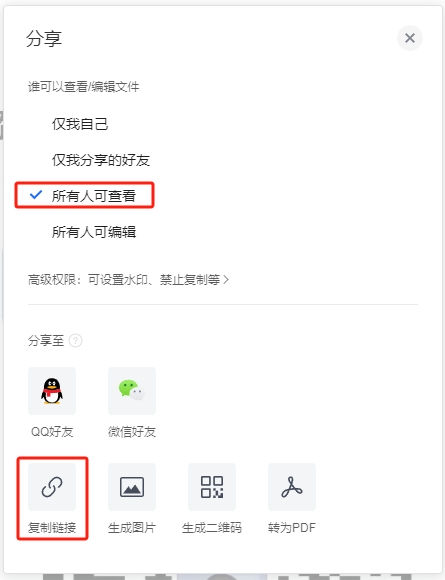 分享
谁可以查看/编辑文件
仅我自己
仅我分享的好友
所有人可查看
所有人可编辑
高级权限：可设置水印、禁止复制等
分享至
QQ好友
微信好友
复制链接
生成图片
生成二维码
转为PDF